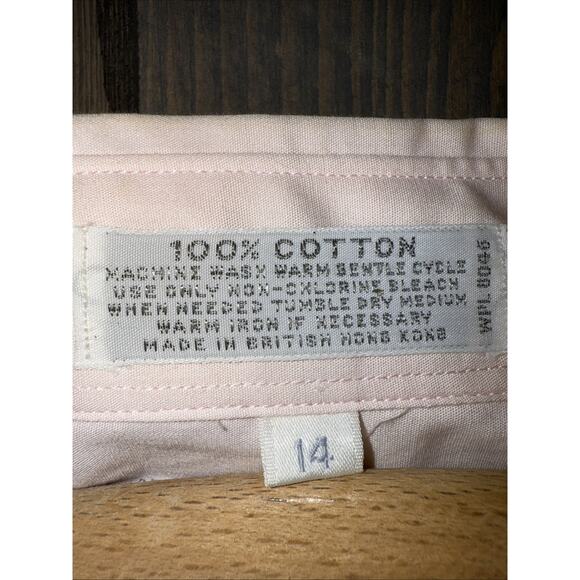 100% COTTON
MACHINE WASH WARM GENTLE CYCLE
USE ONLY NON-CHLORINE BLEACH
WHEN NEEDED TUMBLE DRY MEDIUM
WARM IRON IF NECESSARY
MADE IN BRITISH HONG KONG
WPL 8046
14